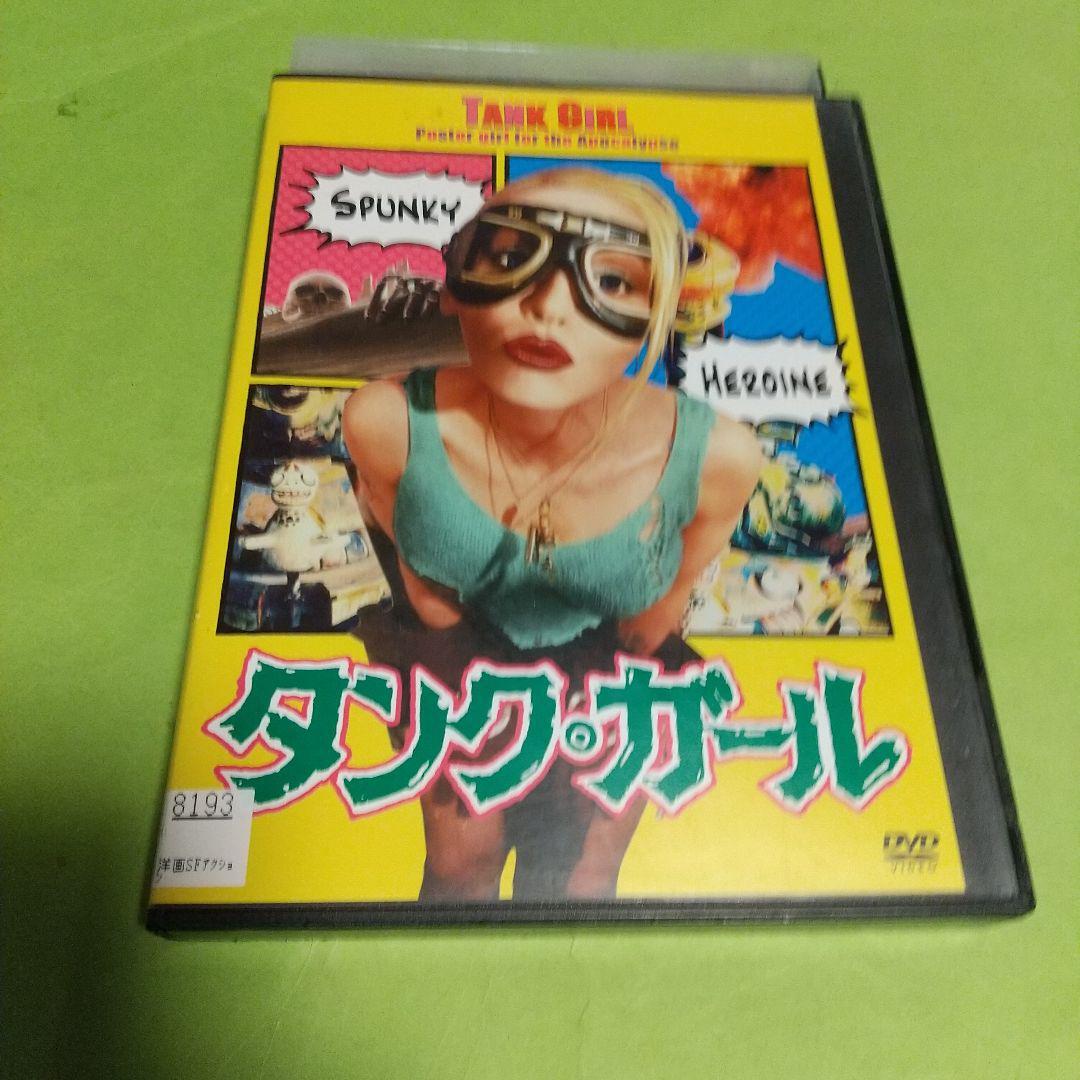 TANK GIRL
Poster girl for the Apocalypse
SPUNKY
HEROINE
タンク・ガール
8193
洋画SFアクショ
ン
DVD
VIDEO